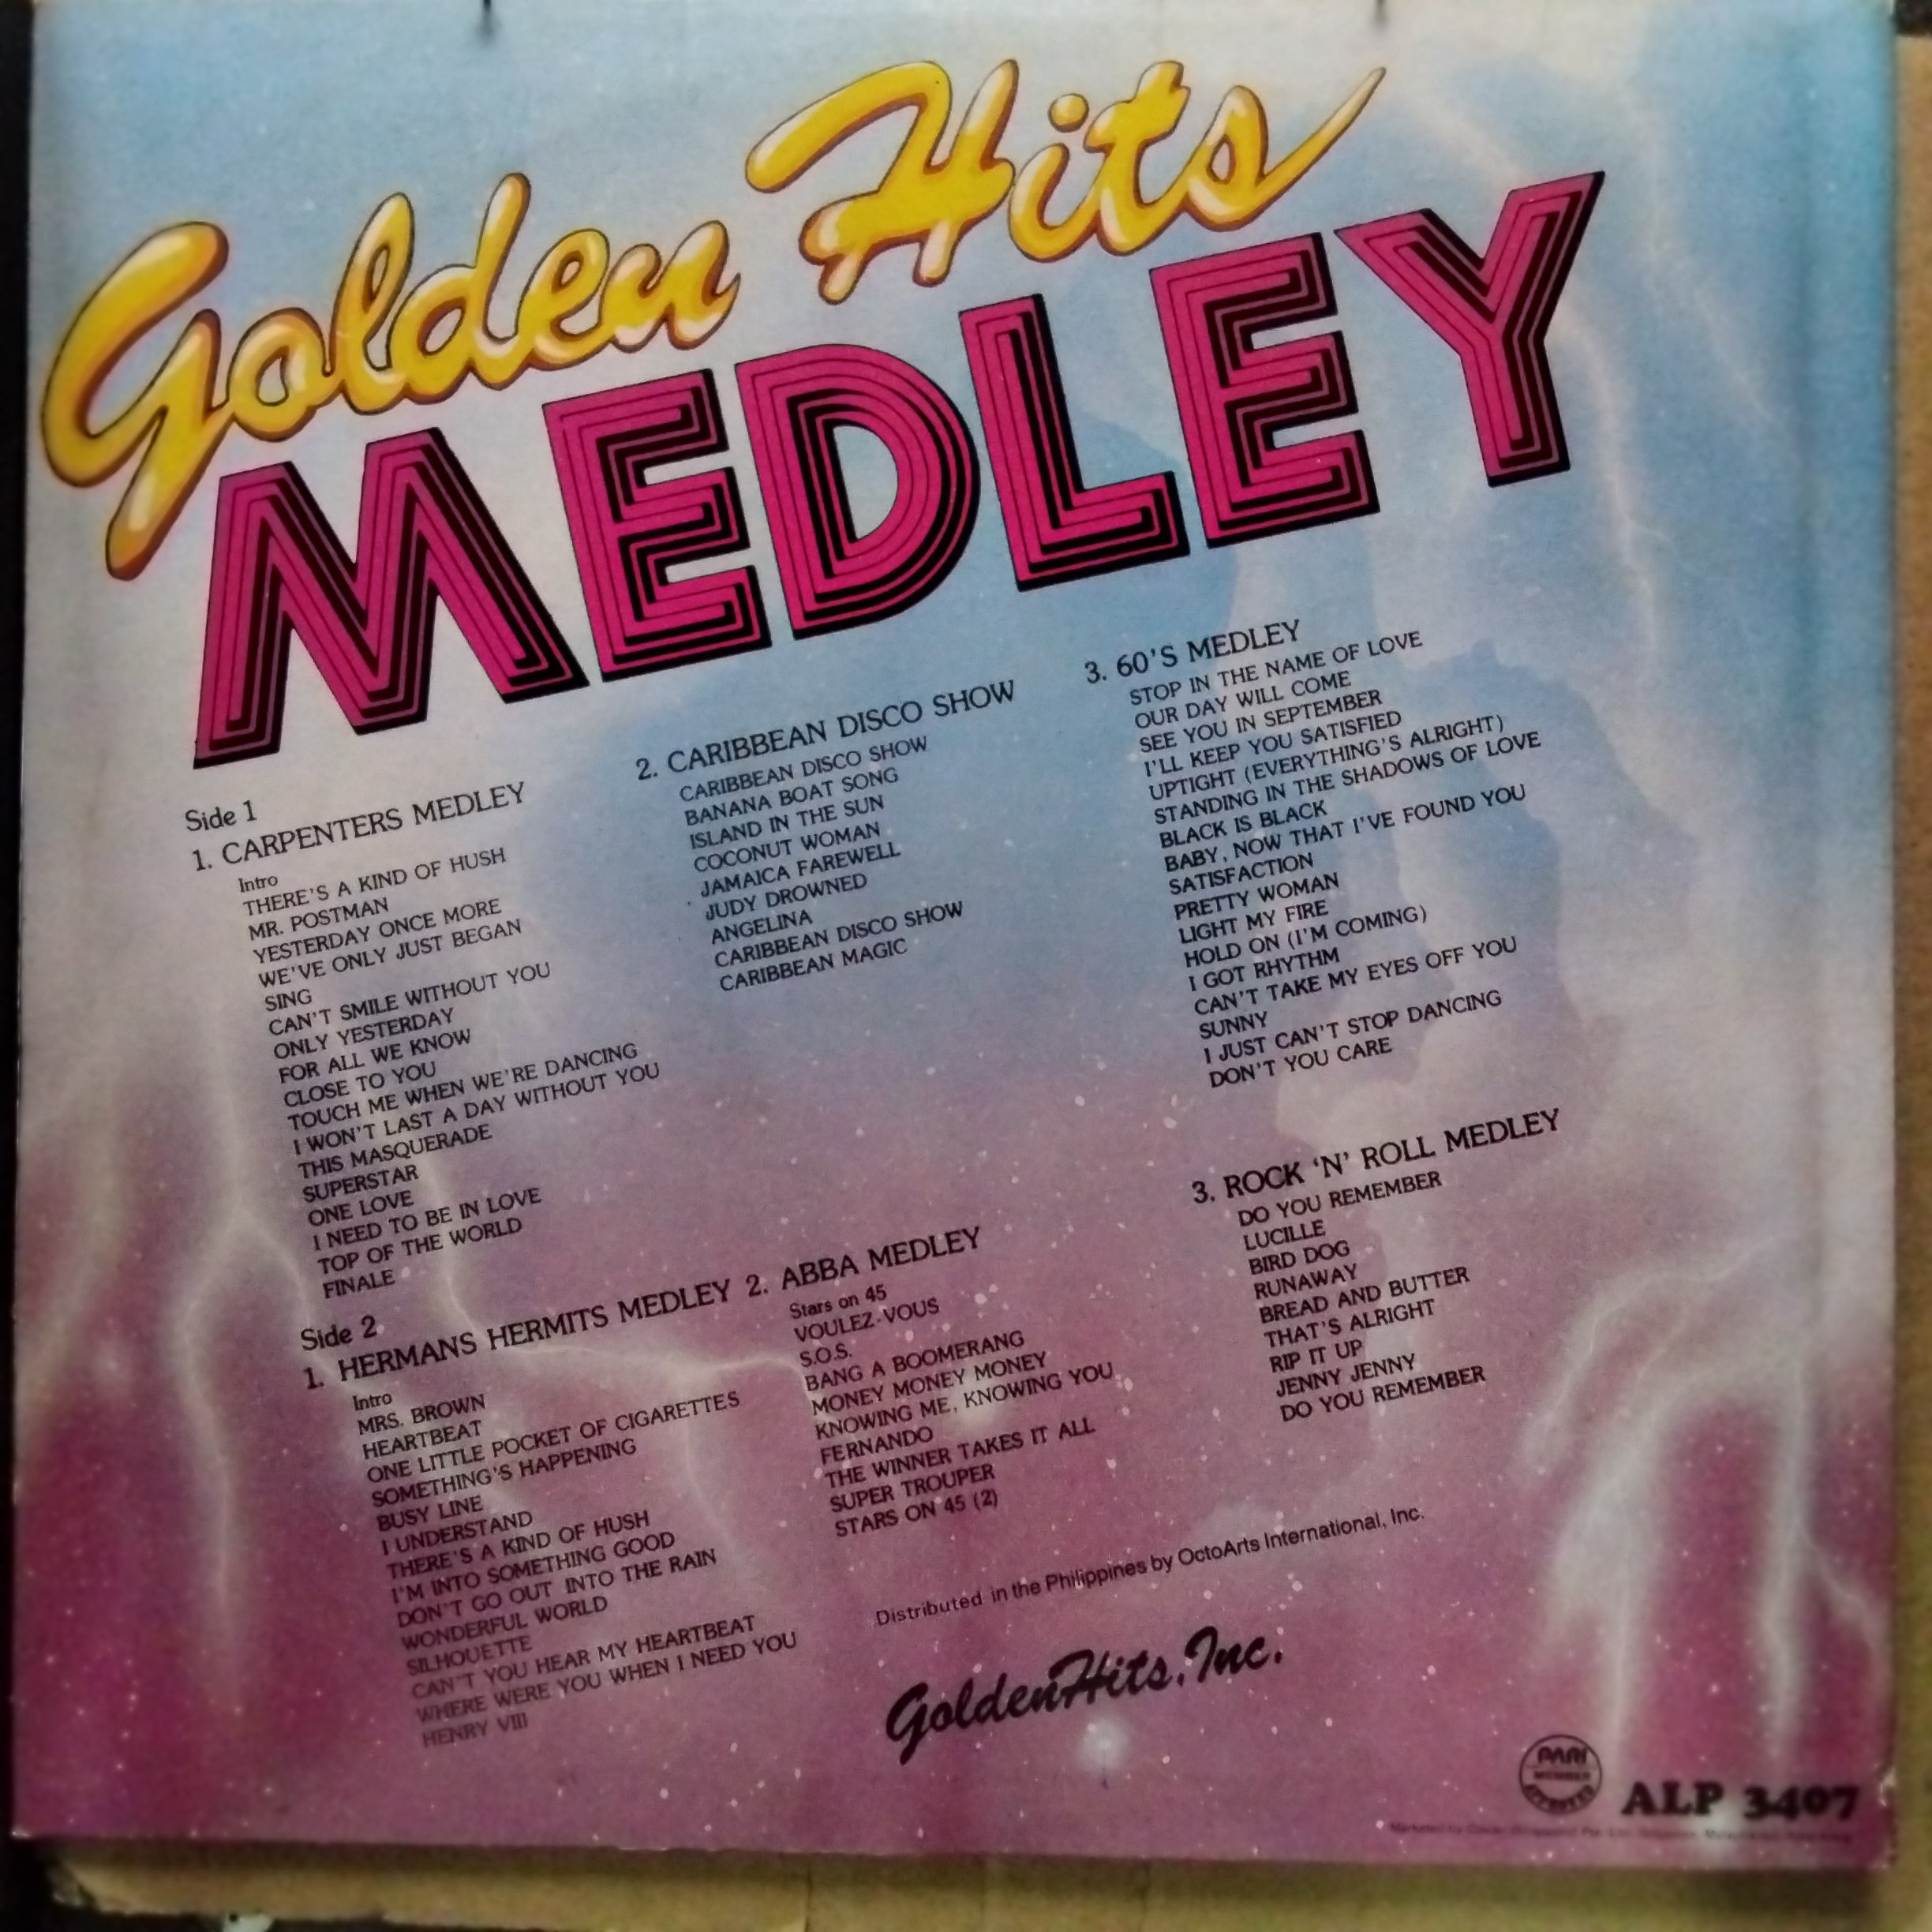 Golden Hits
MEDLEY
Side 1
1. CARPENTERS MEDLEY
Intro
THERE'S A KIND OF HUSH
MR. POSTMAN
YESTERDAY ONCE MORE
WE'VE ONLY JUST BEGAN
SING
CAN'T SMILE WITHOUT YOU
ONLY YESTERDAY
FOR ALL WE KNOW
CLOSE TO YOU
TOUCH ME WHEN WE'RE DANCING
I WON'T LAST A DAY WITHOUT YOU
THIS MASQUERADE
SUPERSTAR
ONE LOVE
I NEED TO BE IN LOVE
TOP OF THE WORLD
FINALE
2. CARIBBEAN DISCO SHOW
CARIBBEAN DISCO SHOW
BANANA BOAT SONG
ISLAND IN THE SUN
COCONUT WOMAN
JAMAICA FAREWELL
JUDY DROWNED
ANGELINA
CARIBBEAN DISCO SHOW
CARIBBEAN MAGIC
3. 60'S MEDLEY
STOP IN THE NAME OF LOVE
OUR DAY WILL COME
SEE YOU IN SEPTEMBER
I'LL KEEP YOU SATISFIED
UPTIGHT (EVERYTHING'S ALRIGHT)
STANDING IN THE SHADOWS OF LOVE
BLACK IS BLACK
BABY, NOW THAT I'VE FOUND YOU
SATISFACTION
PRETTY WOMAN
LIGHT MY FIRE
HOLD ON (I'M COMING)
I GOT RHYTHM
CAN'T TAKE MY EYES OFF YOU
SUNNY
I JUST CAN'T STOP DANCING
DON'T YOU CARE
Side 2
1. HERMANS HERMITS MEDLEY
Intro
MRS. BROWN
HEARTBEAT
ONE LITTLE POCKET OF CIGARETTES
SOMETHING'S HAPPENING
BUSY LINE
I UNDERSTAND
THERE'S A KIND OF HUSH
I'M INTO SOMETHING GOOD
DON'T GO OUT INTO THE RAIN
WONDERFUL WORLD
SILHOUETTE
CAN'T YOU HEAR MY HEARTBEAT
WHERE WERE YOU WHEN I NEED YOU
HENRY VIII
2. ABBA MEDLEY
Stars on 45
VOULEZ-VOUS
S.O.S.
BANG A BOOMERANG
MONEY MONEY MONEY
KNOWING ME, KNOWING YOU
FERNANDO
THE WINNER TAKES IT ALL
SUPER TROUPER
STARS ON 45 (2)
3. ROCK 'N' ROLL MEDLEY
DO YOU REMEMBER
LUCILLE
BIRD DOG
RUNAWAY
BREAD AND BUTTER
THAT'S ALRIGHT
RIP IT UP
JENNY JENNY
DO YOU REMEMBER
Distributed in the Philippines by OctoArts International, Inc.
GoldenHits, Inc.
PARI
MEMBER
APPROVED
ALP 3407